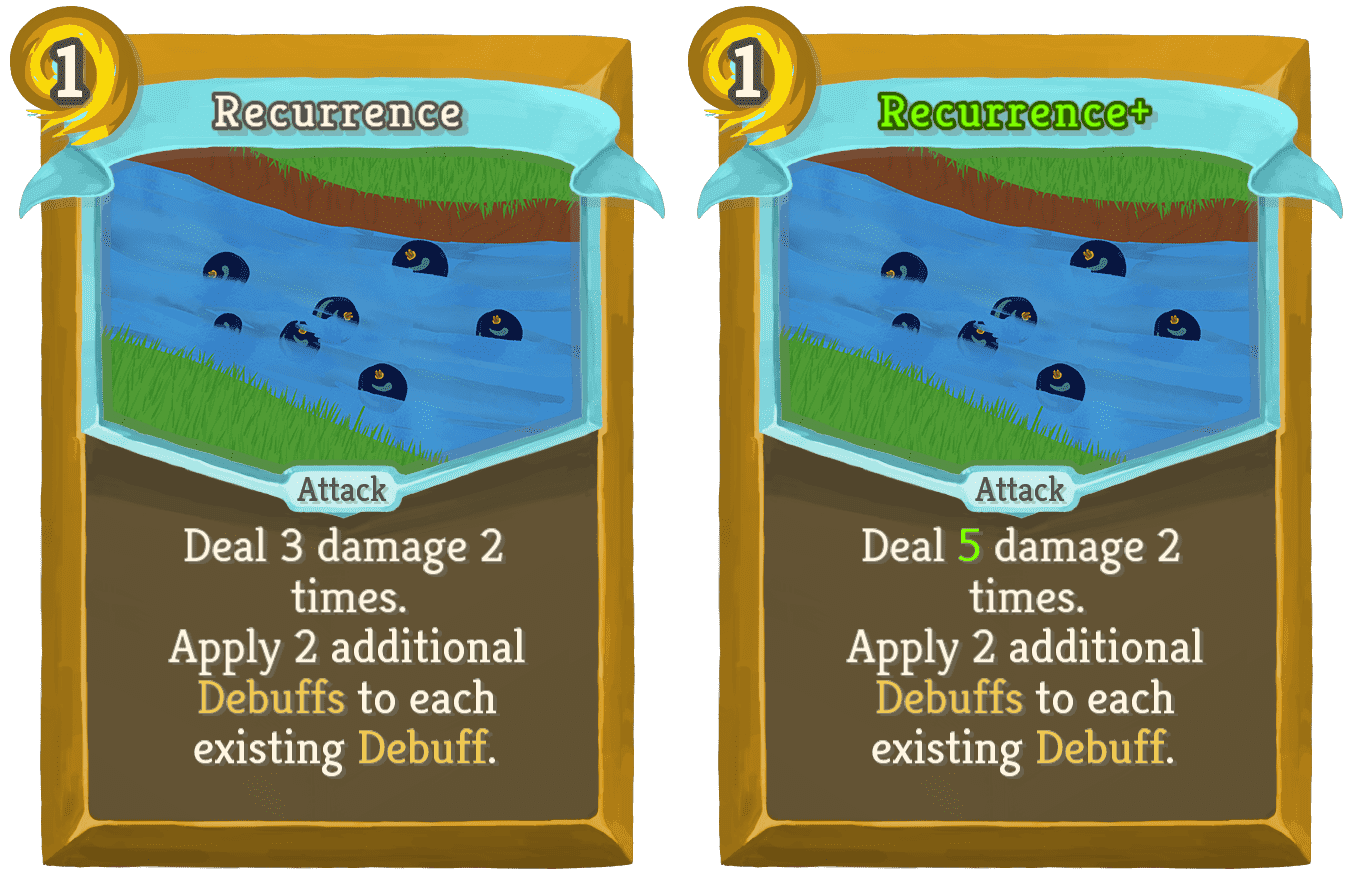 1
Recurrence
Attack
Deal 3 damage 2
times.
Apply 2 additional
Debuffs to each
existing Debuff.
1
Recurrence+
Attack
Deal 5 damage 2
times.
Apply 2 additional
Debuffs to each
existing Debuff.